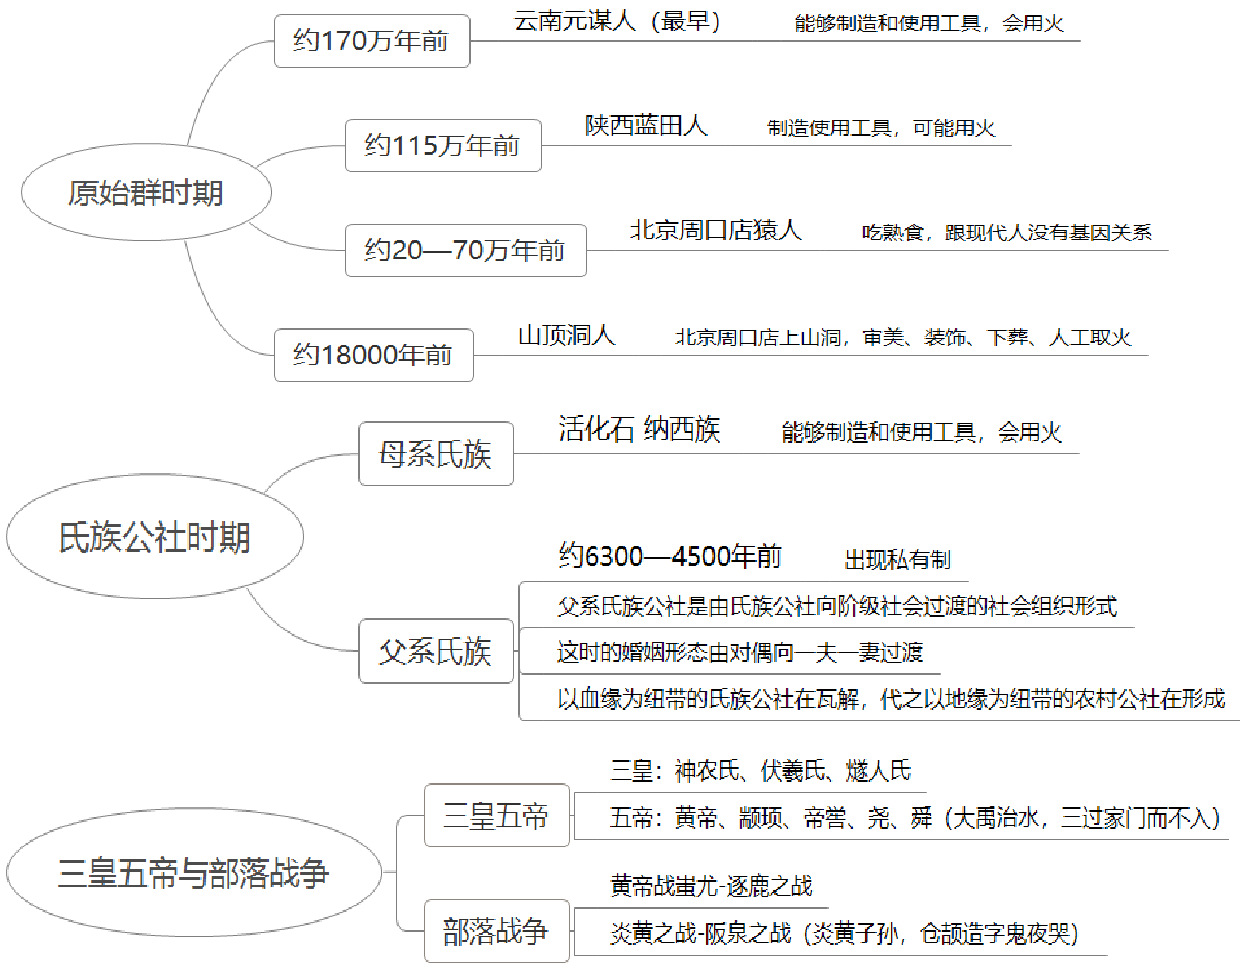 约170万年前
云南元谋人（最早）
能够制造和使用工具，会用火
原始群时期
约115万年前
陕西蓝田人
制造使用工具，可能用火
约20—70万年前
北京周口店猿人
吃熟食，跟现代人没有基因关系
约18000年前
山顶洞人
北京周口店上山洞，审美、装饰、下葬、人工取火
氏族公社时期
母系氏族
活化石 纳西族
能够制造和使用工具，会用火
父系氏族
约6300—4500年前
出现私有制
父系氏族公社是由氏族公社向阶级社会过渡的社会组织形式
这时的婚姻形态由对偶向一夫一妻过渡
以血缘为纽带的氏族公社在瓦解，代之以地缘为纽带的农村公社在形成
三皇五帝与部落战争
三皇五帝
三皇：神农氏、伏羲氏、燧人氏
五帝：黄帝、颛顼、帝喾、尧、舜（大禹治水，三过家门而不入）
部落战争
黄帝战蚩尤-逐鹿之战
炎黄之战-阪泉之战（炎黄子孙，仓颉造字鬼夜哭）